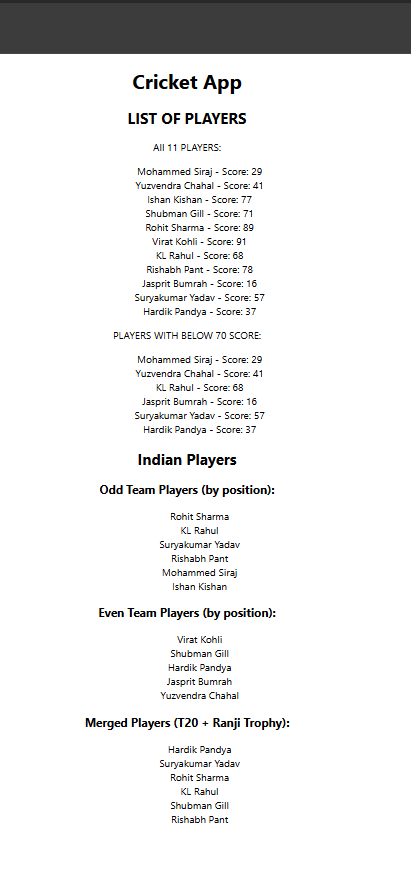 Cricket App
LIST OF PLAYERS
All 11 PLAYERS:
Mohammed Siraj - Score: 29
Yuzvendra Chahal - Score: 41
Ishan Kishan - Score: 77
Shubman Gill - Score: 71
Rohit Sharma - Score: 89
Virat Kohli - Score: 91
KL Rahul - Score: 68
Rishabh Pant - Score: 78
Jasprit Bumrah - Score: 16
Suryakumar Yadav - Score: 57
Hardik Pandya - Score: 37
PLAYERS WITH BELOW 70 SCORE:
Mohammed Siraj - Score: 29
Yuzvendra Chahal - Score: 41
KL Rahul - Score: 68
Jasprit Bumrah - Score: 16
Suryakumar Yadav - Score: 57
Hardik Pandya - Score: 37
Indian Players
Odd Team Players (by position):
Rohit Sharma
KL Rahul
Suryakumar Yadav
Rishabh Pant
Mohammed Siraj
Ishan Kishan
Even Team Players (by position):
Virat Kohli
Shubman Gill
Hardik Pandya
Jasprit Bumrah
Yuzvendra Chahal
Merged Players (T20 + Ranji Trophy):
Hardik Pandya
Suryakumar Yadav
Rohit Sharma
KL Rahul
Shubman Gill
Rishabh Pant